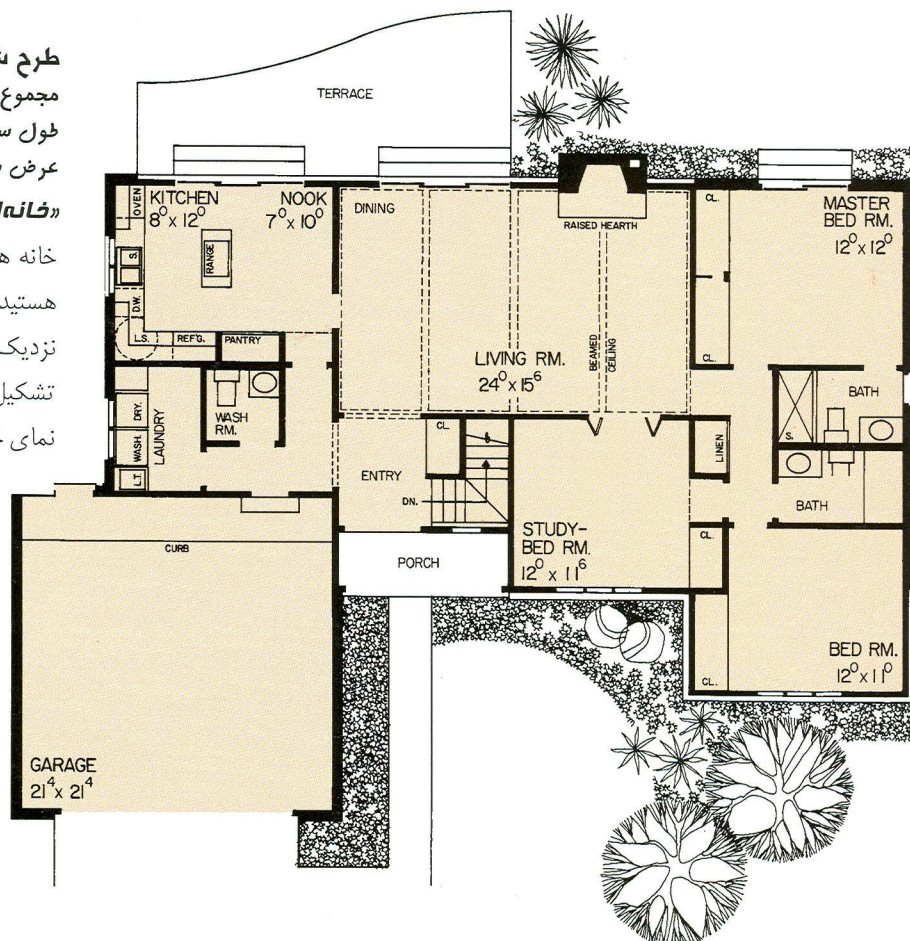 طرح
مجموع
طول
عرض
«خانه
خانه
هستید
نزدیک
تشکیل
نمای
TERRACE
KITCHEN
8⁰ x 12⁰
NOOK
7⁰ x 10⁰
OVEN
RANGE
S.
D.W.
L.S.
REF'G.
PANTRY
DINING
RAISED HEARTH
LIVING RM.
24⁰ x 15⁶
BEAMED
CEILING
CL.
MASTER
BED RM.
12⁰ x 12⁰
CL.
BATH
S.
LAUNDRY
DRY.
WASH.
L.T.
WASH
RM.
ENTRY
CL.
DN.
LINEN
BATH
STUDY-
BED RM.
12⁰ x 11⁶
CL.
PORCH
CURB
BED RM.
12⁰ x 11⁰
CL.
GARAGE
21⁴ x 21⁴